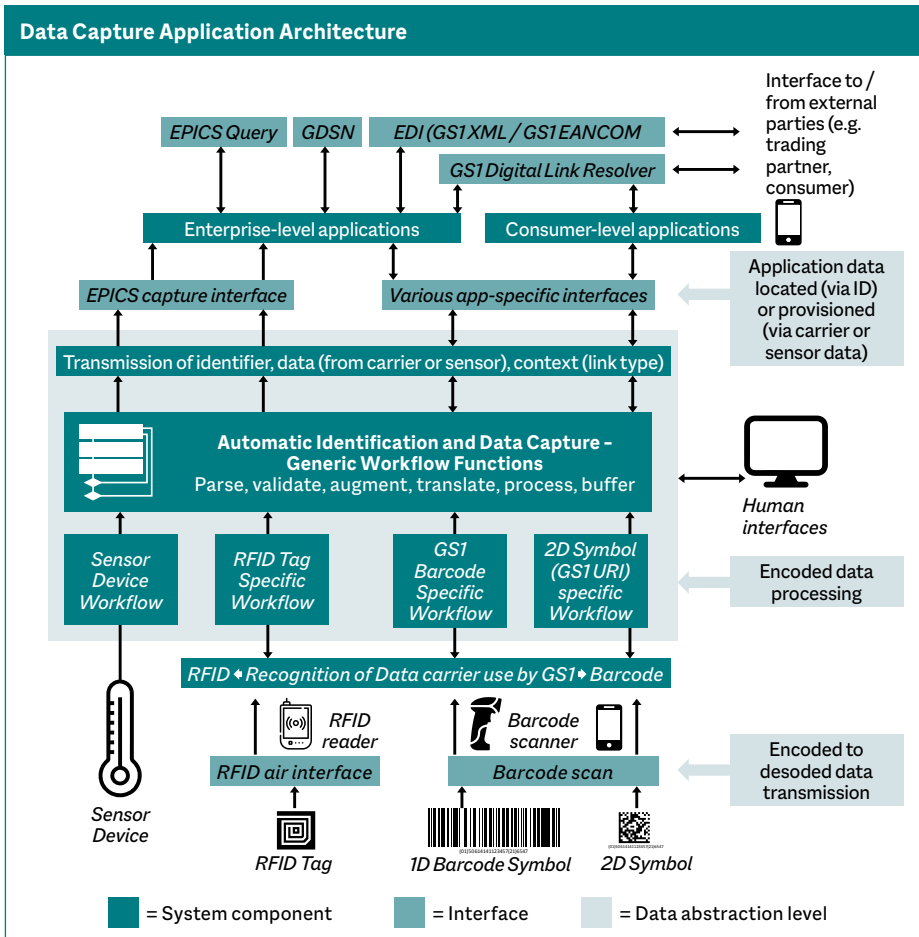 Data Capture Application Architecture
Interface to /
from external
parties (e.g.
trading
partner,
consumer)
EPICS Query
GDSN
EDI (GS1 XML / GS1 EANCOM
GS1 Digital Link Resolver
Enterprise-level applications
Consumer-level applications
Application data
located (via ID)
or provisioned
(via carrier or
sensor data)
EPICS capture interface
Various app-specific interfaces
Transmission of identifier, data (from carrier or sensor), context (link type)
Automatic Identification and Data Capture –
Generic Workflow Functions
Parse, validate, augment, translate, process, buffer
Human
interfaces
Sensor
Device
Workflow
RFID Tag
Specific
Workflow
GS1
Barcode
Specific
Workflow
2D Symbol
(GS1 URI)
specific
Workflow
Encoded data
processing
RFID Recognition of Data carrier use by GS1 Barcode
RFID
reader
Barcode
scanner
RFID air interface
Barcode scan
Encoded to
desoded data
transmission
Sensor
Device
RFID Tag
1D Barcode Symbol
2D Symbol
= System component
= Interface
= Data abstraction level